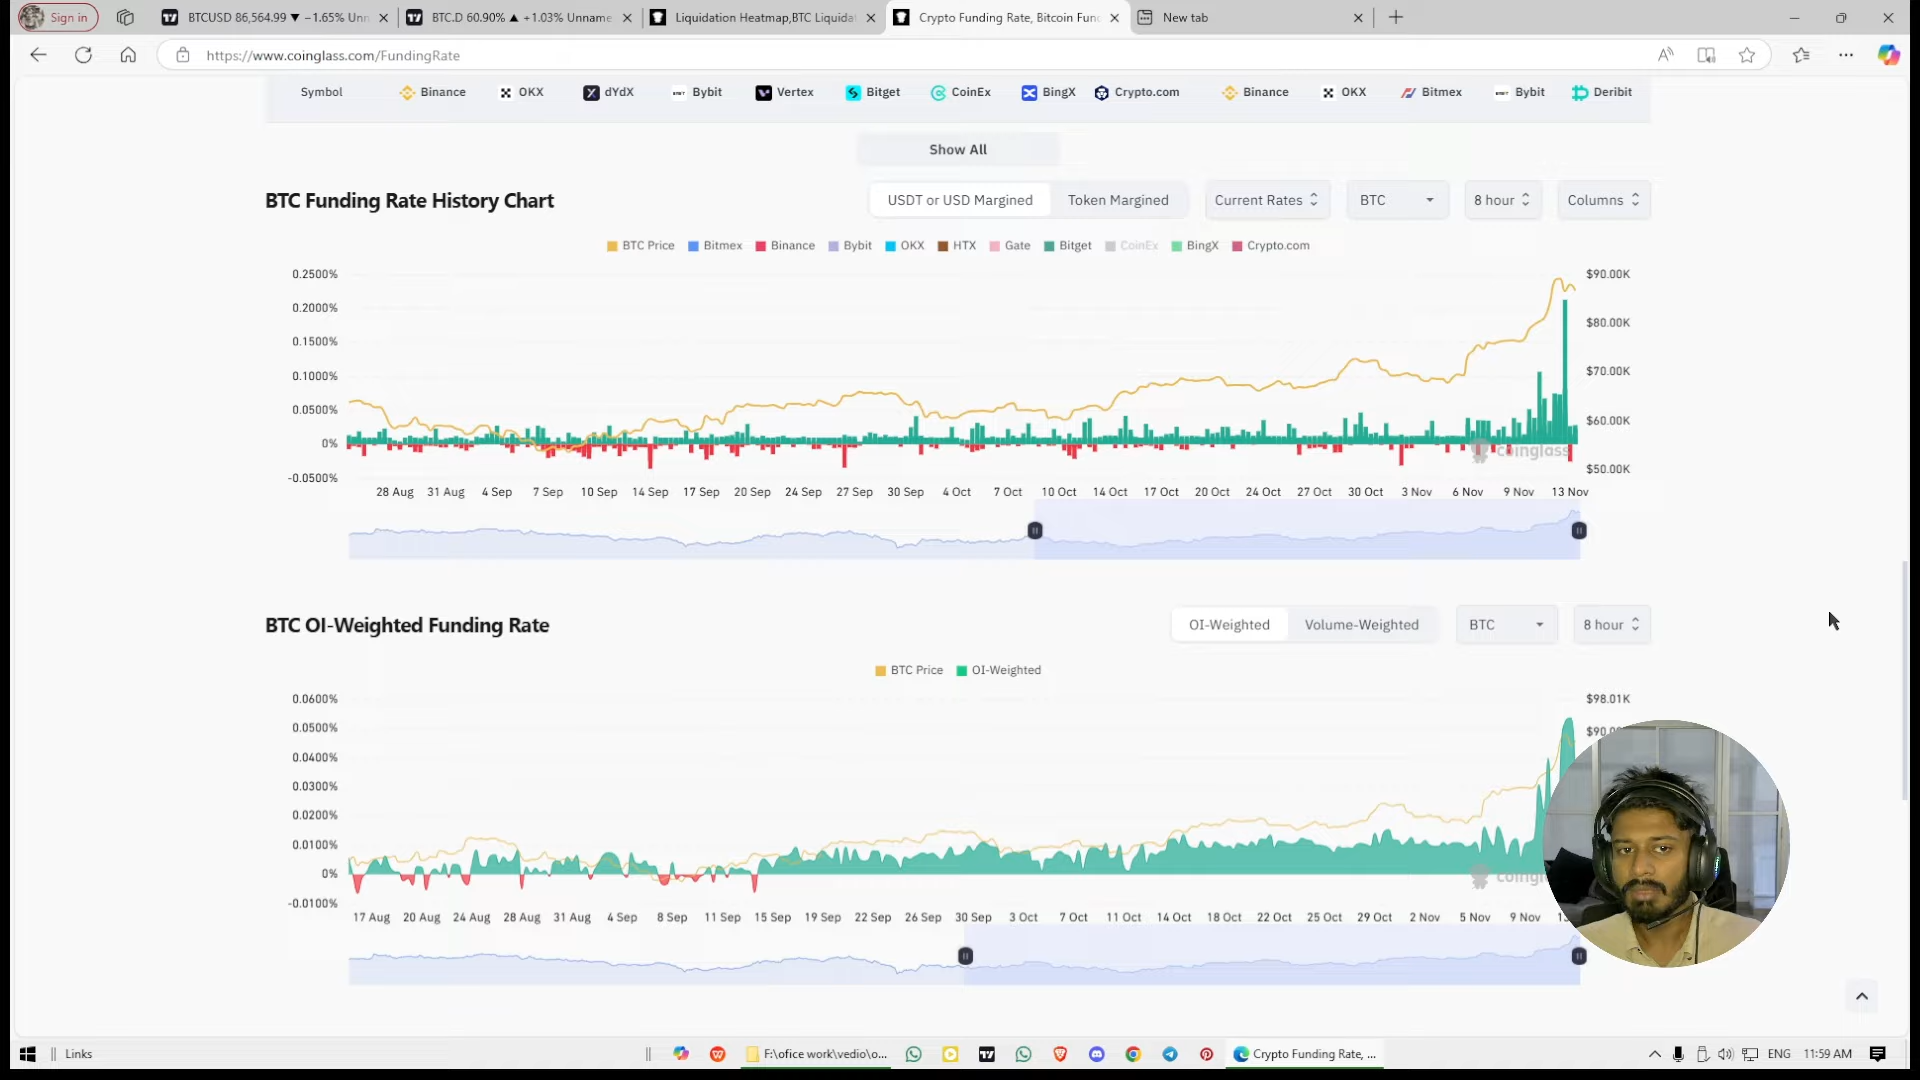 Sign in
BTCUSD 86,564.99 ▼ −1.65% Unn
BTC.D 60.90% ▲ +1.03% Unname
Liquidation Heatmap,BTC Liquida
Crypto Funding Rate, Bitcoin Fun
New tab
https://www.coinglass.com/FundingRate
Symbol Binance OKX dYdX Bybit Vertex Bitget CoinEx BingX Crypto.com Binance OKX Bitmex Bybit Deribit
Show All
BTC Funding Rate History Chart
USDT or USD Margined Token Margined Current Rates BTC 8 hour Columns
BTC Price Bitmex Binance Bybit OKX HTX Gate Bitget CoinEx BingX Crypto.com
0.2500% $90.00K
0.2000%
$80.00K
0.1500%
0.1000% $70.00K
0.0500%
$60.00K
0%
coinglass
$50.00K
-0.0500%
28 Aug 31 Aug 4 Sep 7 Sep 10 Sep 14 Sep 17 Sep 20 Sep 24 Sep 27 Sep 30 Sep 4 Oct 7 Oct 10 Oct 14 Oct 17 Oct 20 Oct 24 Oct 27 Oct 30 Oct 3 Nov 6 Nov 9 Nov 13 Nov
BTC OI-Weighted Funding Rate
OI-Weighted Volume-Weighted BTC 8 hour
BTC Price OI-Weighted
0.0600% $98.01K
0.0500%
0.0400%
0.0300%
0.0200%
0.0100%
0%
-0.0100%
17 Aug 20 Aug 24 Aug 28 Aug 31 Aug 4 Sep 8 Sep 11 Sep 15 Sep 19 Sep 22 Sep 26 Sep 30 Sep 3 Oct 7 Oct 11 Oct 14 Oct 18 Oct 22 Oct 25 Oct 29 Oct 2 Nov 5 Nov 9 Nov
Links
F:\ofice work\vedio\o...
Crypto Funding Rate, ...
ENG 11:59 AM